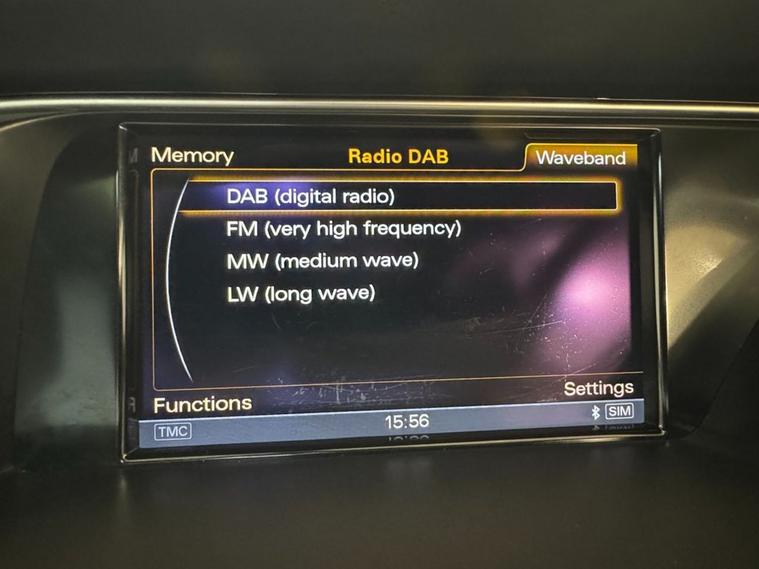 Memory
Radio DAB
Waveband
DAB (digital radio)
FM (very high frequency)
MW (medium wave)
LW (long wave)
Functions
Settings
TMC
15:56
SIM